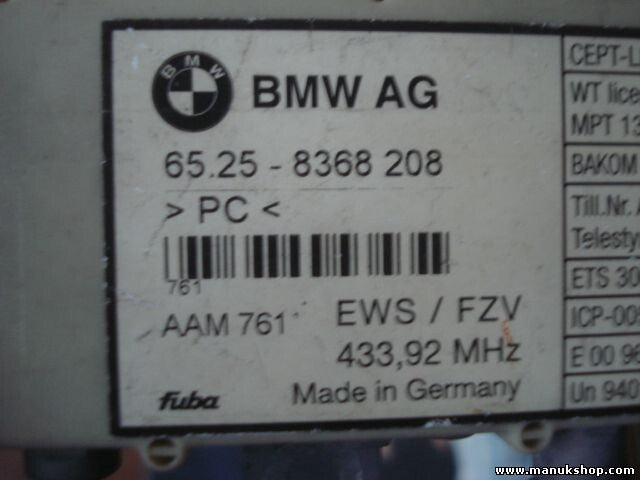 BMW
BMW AG
65.25 - 8368 208
> PC <
761
AAM 761
EWS / FZV
433,92 MHz
fuba
Made in Germany
CEPT-L
WT lice
MPT 13
BAKOM
Till.Nr.
Telesty
ETS 30
ICP-00
E 00 96
Un 940
www.manukshop.com